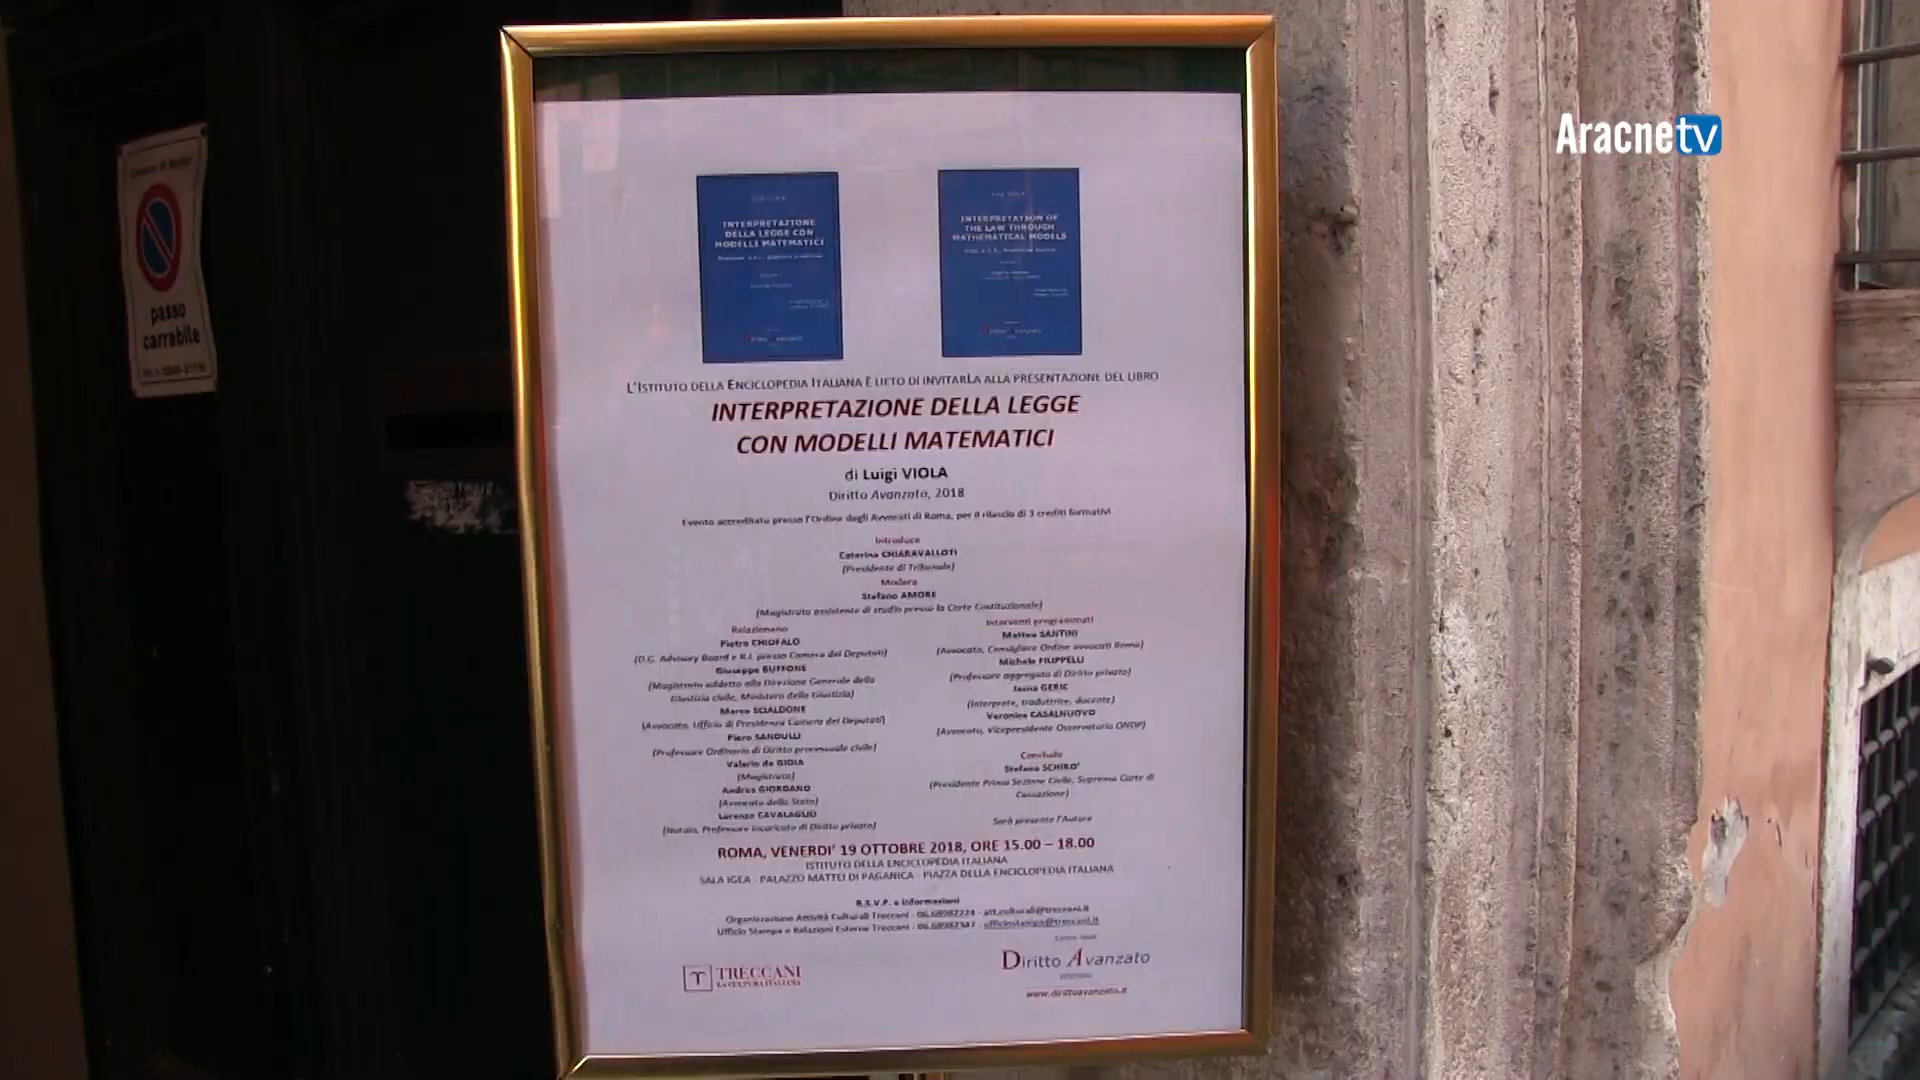 Aracnetv
passo
carrabile
INTERPRETAZIONE
DELLA LEGGE CON
MODELLI MATEMATICI
INTERPRETATION OF
THE LAW THROUGH
MATHEMATICAL MODELS
L'ISTITUTO DELLA ENCICLOPEDIA ITALIANA È LIETO DI INVITARLA ALLA PRESENTAZIONE DEL LIBRO
INTERPRETAZIONE DELLA LEGGE
CON MODELLI MATEMATICI
di Luigi VIOLA
Diritto Avanzato, 2018
Evento accreditato presso l'Ordine degli Avvocati di Roma, per il rilascio di 3 crediti formativi
Introduce
Caterina CHIARAVALLOTI
(Presidente di Tribunale)
Modera
Stefano AMORE
(Magistrato assistente di studio presso la Corte Costituzionale)
Relazionano
Pietro CHIOFALO
(D.G. Advisory Board e R.I. presso Camera dei Deputati)
Giuseppe BUFFONE
(Magistrato addetto alla Direzione Generale della
Giustizia civile, Ministero della Giustizia)
Marco SCIALDONE
(Avvocato, Ufficio di Presidenza Camera dei Deputati)
Piero SANDULLI
(Professore Ordinario di Diritto processuale civile)
Valerio de GIOIA
(Magistrato)
Andrea GIORDANO
(Avvocato dello Stato)
Lorenzo CAVALAGLIO
(Notaio, Professore incaricato di Diritto privato)
Interventi programmati
Matteo SANTINI
(Avvocato, Consigliere Ordine avvocati Roma)
Michele FILIPPELLI
(Professore aggregato di Diritto privato)
Jasna GERIC
(Interprete, traduttrice, docente)
Veronica CASALNUOVO
(Avvocato, Vicepresidente Osservatorio ONDP)
Conclude
Stefano SCHIRO'
(Presidente Prima Sezione Civile, Suprema Corte di
Cassazione)
Sarà presente l'Autore
ROMA, VENERDI' 19 OTTOBRE 2018, ORE 15.00 – 18.00
ISTITUTO DELLA ENCICLOPEDIA ITALIANA
SALA IGEA - PALAZZO MATTEI DI PAGANICA - PIAZZA DELLA ENCICLOPEDIA ITALIANA
R.S.V.P. e informazioni
Organizzazione Attività Culturali Treccani - 06.68982224 - att.culturali@treccani.it
Ufficio Stampa e Relazioni Esterne Treccani - 06.68982347 - ufficiostampa@treccani.it
TRECCANI
LA CULTURA ITALIANA
Diritto Avanzato
www.dirittoavanzato.it